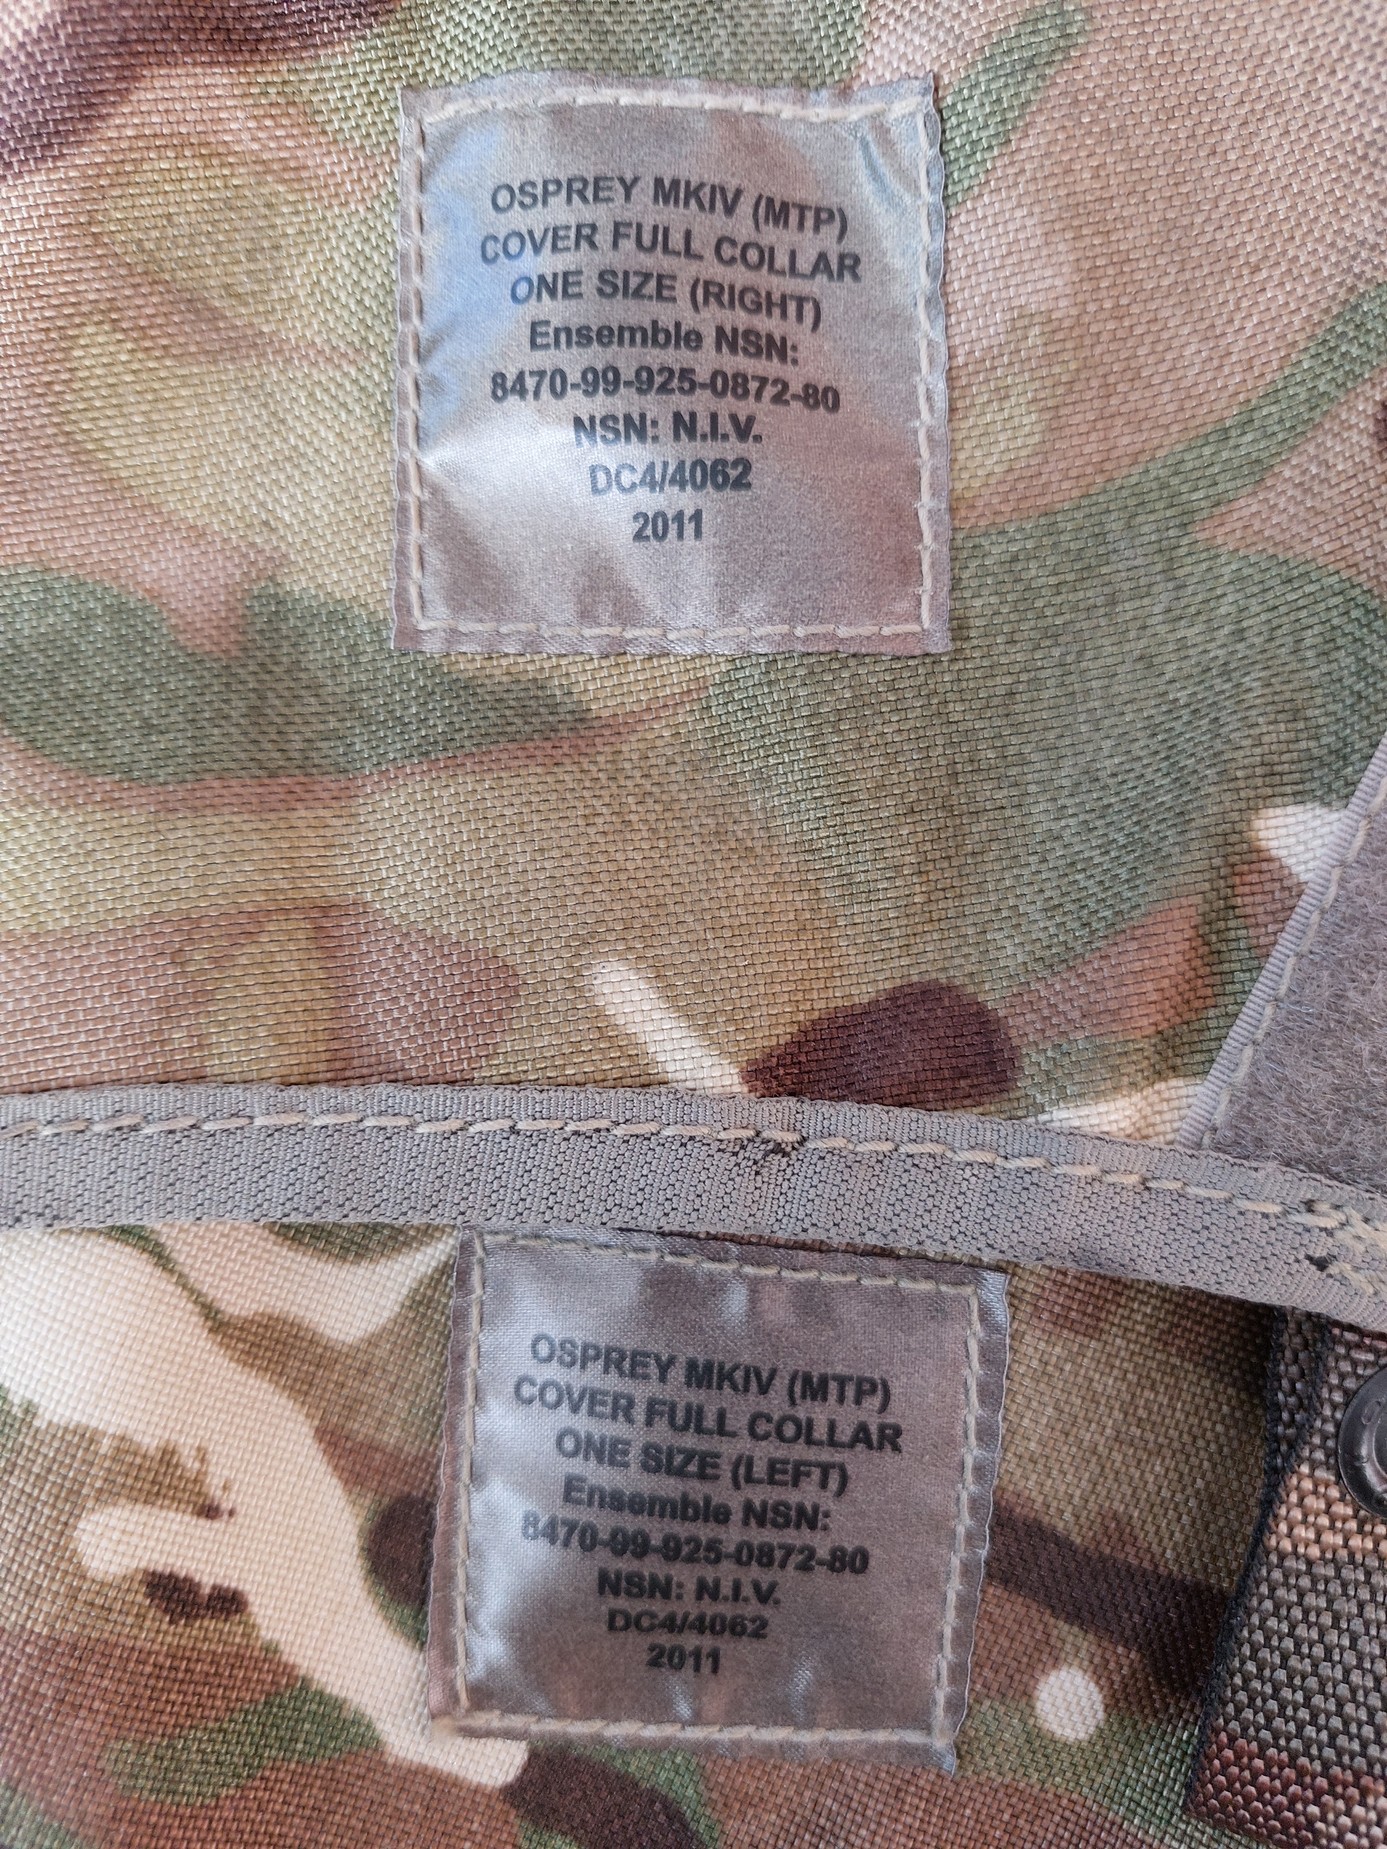 OSPREY MKIV (MTP)
COVER FULL COLLAR
ONE SIZE (RIGHT)
Ensemble NSN:
8470-99-925-0872-80
NSN: N.I.V.
DC4/4062
2011
OSPREY MKIV (MTP)
COVER FULL COLLAR
ONE SIZE (LEFT)
Ensemble NSN:
8470-99-925-0872-80
NSN: N.I.V.
DC4/4062
2011